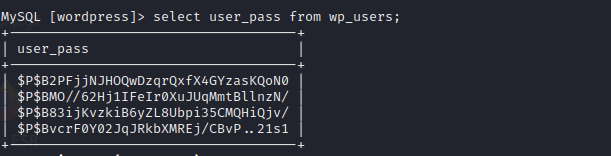 MySQL [wordpress]> select user_pass from wp_users;
+------------------------------------+
| user_pass                          |
+------------------------------------+
| $P$B2PFjjNJHOQwDzqrQxfX4GYzasKQoN0 |
| $P$BMO//62Hj1IFeIr0XuJUqMmtBllnzN/ |
| $P$B83ijKvzkiB6yZL8Ubpi35CMQHiQjv/ |
| $P$BvcrF0Y02JqJRkbXMREj/CBvP..21s1 |
+------------------------------------+